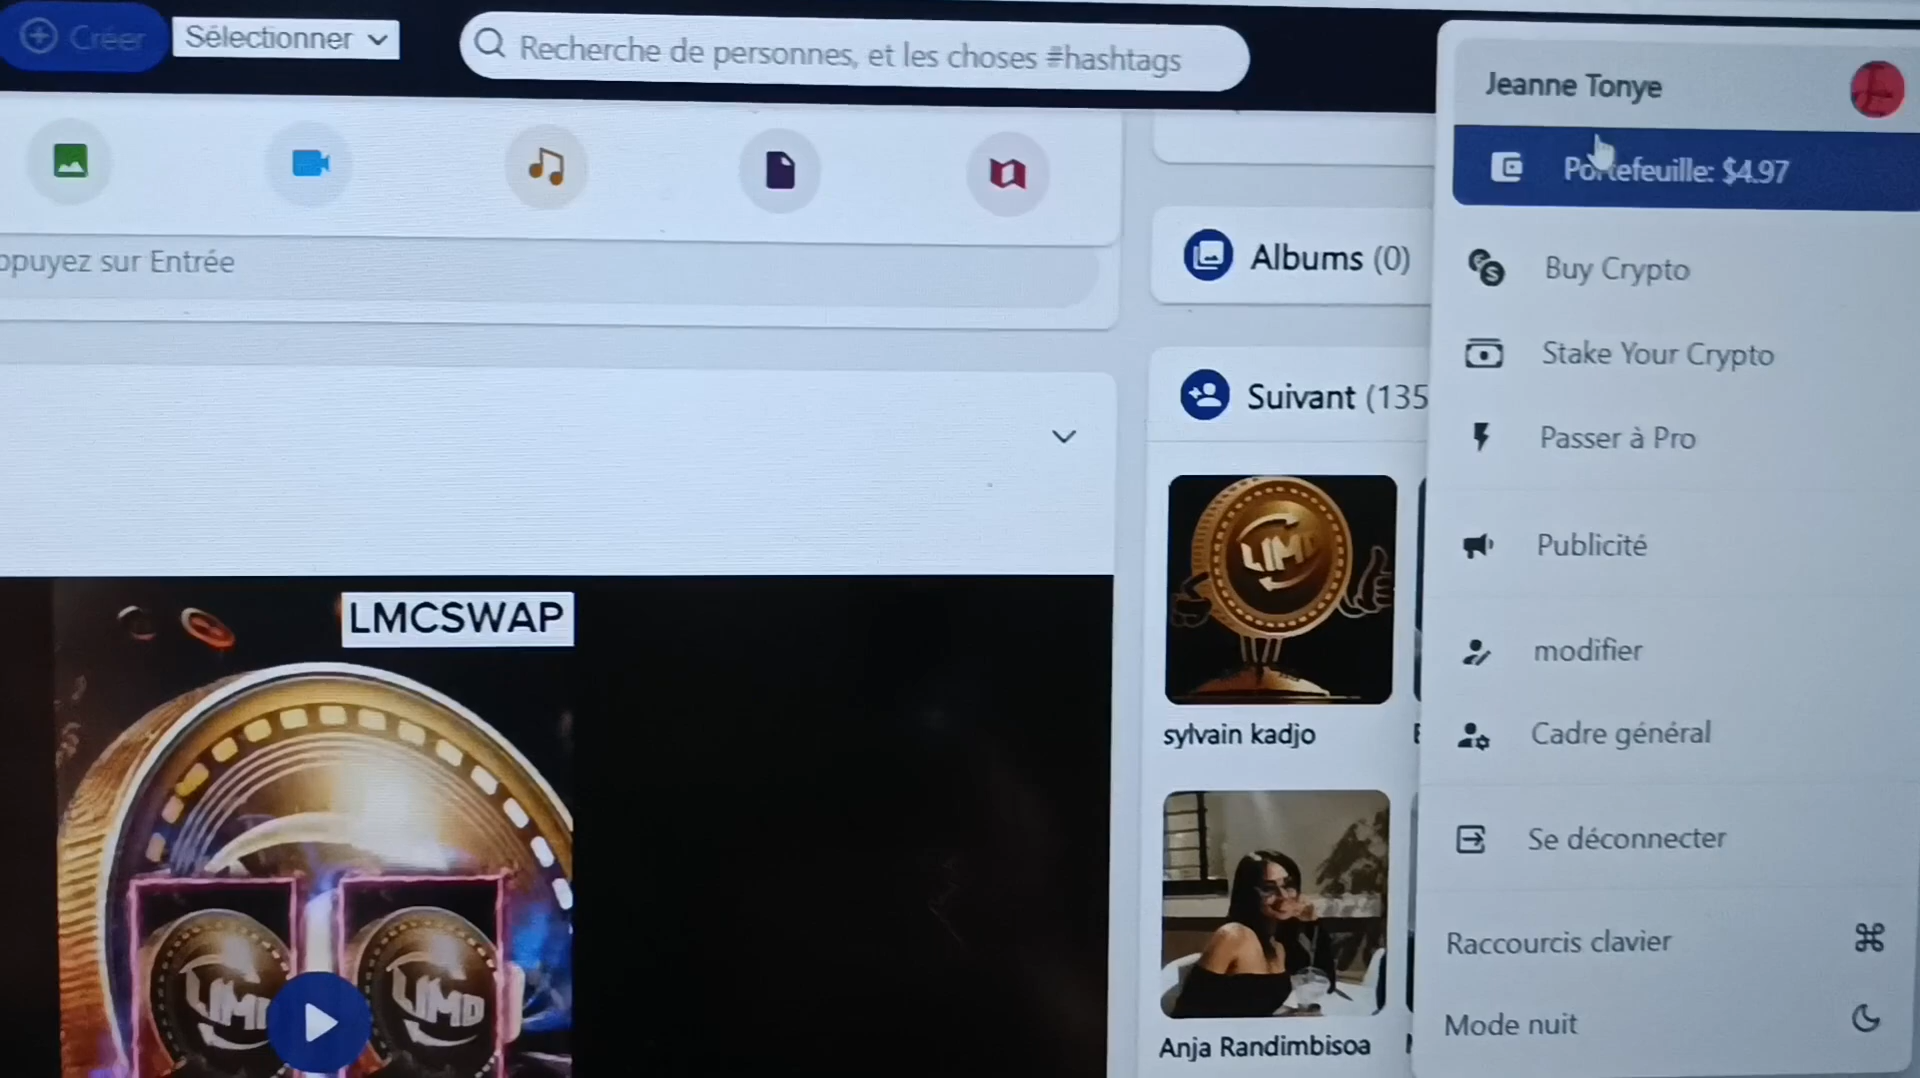 Créer
Sélectionner
Recherche de personnes, et les choses #hashtags
Jeanne Tonye
Portefeuille: $4.97
Buy Crypto
Stake Your Crypto
Passer à Pro
Publicité
modifier
Cadre général
Se déconnecter
Raccourcis clavier
Mode nuit
ppuyez sur Entrée
Albums (0)
Suivant (135
sylvain kadjo
Anja Randimbisoa
LMCSWAP